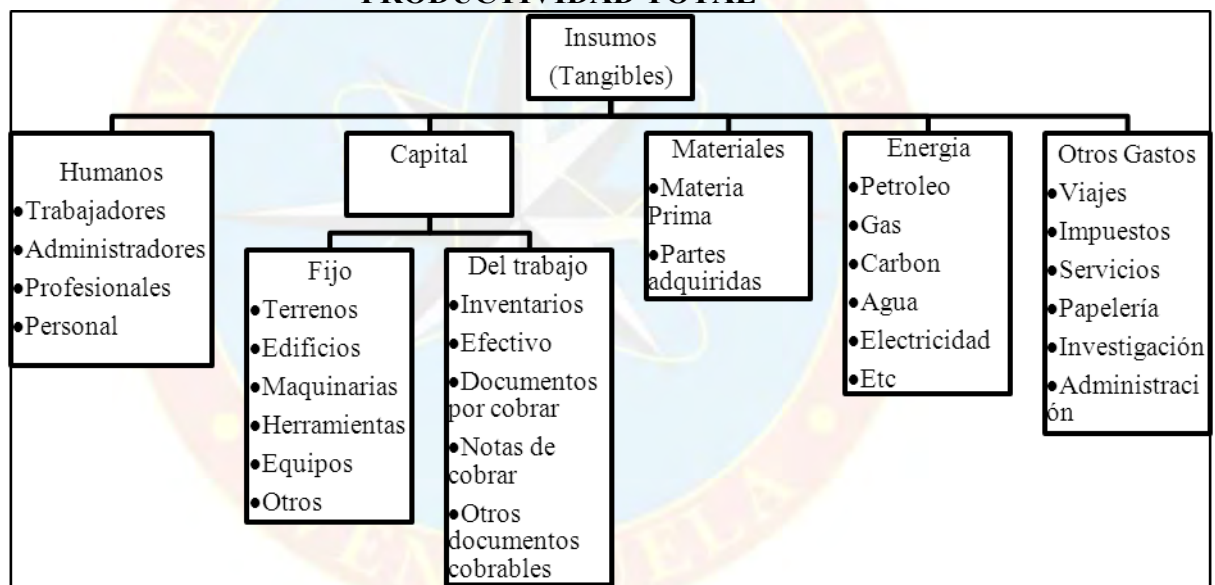 PRODUCTIVIDAD TOTAL
Insumos
(Tangibles)
Humanos
•Trabajadores
•Administradores
•Profesionales
•Personal
Capital
Fijo
•Terrenos
•Edificios
•Maquinarias
•Herramientas
•Equipos
•Otros
Del trabajo
•Inventarios
•Efectivo
•Documentos
por cobrar
•Notas de
cobrar
•Otros
documentos
cobrables
Materiales
•Materia
Prima
•Partes
adquiridas
Energia
•Petroleo
•Gas
•Carbon
•Agua
•Electricidad
•Etc
Otros Gastos
•Viajes
•Impuestos
•Servicios
•Papelería
•Investigación
•Administraci
ón